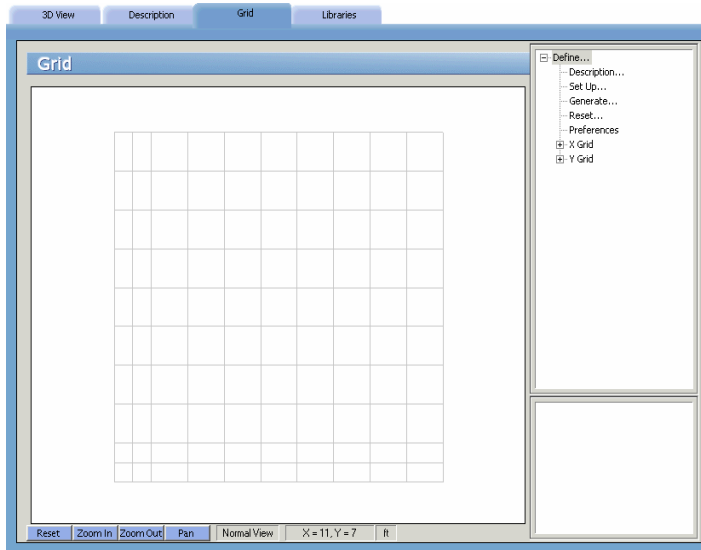 3D View Description Grid Libraries
Grid
Define...
Description...
Set Up...
Generate...
Reset...
Preferences
X Grid
Y Grid
Reset Zoom In Zoom Out Pan Normal View X = 11, Y = 7 ft